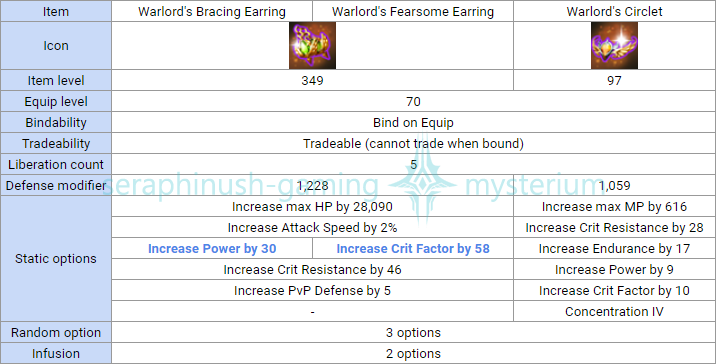 Item Warlord's Bracing Earring Warlord's Fearsome Earring Warlord's Circlet
Icon
Item level 349 97
Equip level 70
Bindability Bind on Equip
Tradeability Tradeable (cannot trade when bound)
Liberation count 5
Defense modifier 1,228 1,059
seraphinush-gaming mysterium
Static options
Increase max HP by 28,090 Increase max MP by 616
Increase Attack Speed by 2% Increase Crit Resistance by 28
Increase Power by 30 Increase Crit Factor by 58 Increase Endurance by 17
Increase Crit Resistance by 46 Increase Power by 9
Increase PvP Defense by 5 Increase Crit Factor by 10
- Concentration IV
Random option 3 options
Infusion 2 options